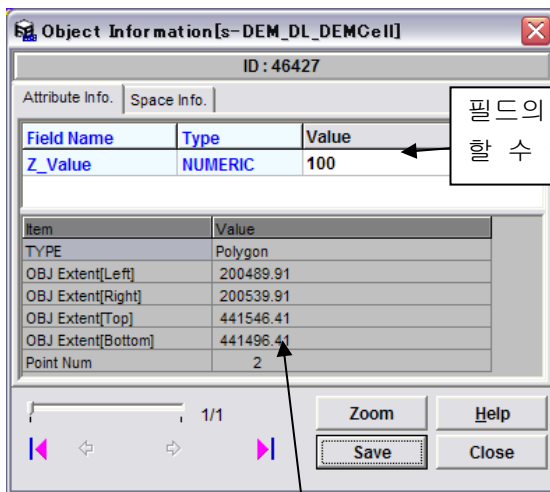 Object Information[s-DEM_DL_DEMCell]
ID : 46427
Attribute Info. Space Info.
필드의
할 수
Field Name Type Value
Z_Value NUMERIC 100
Item Value
TYPE Polygon
OBJ Extent[Left] 200489.91
OBJ Extent[Right] 200539.91
OBJ Extent[Top] 441546.41
OBJ Extent[Bottom] 441496.41
Point Num 2
1/1
Zoom Help
Save Close